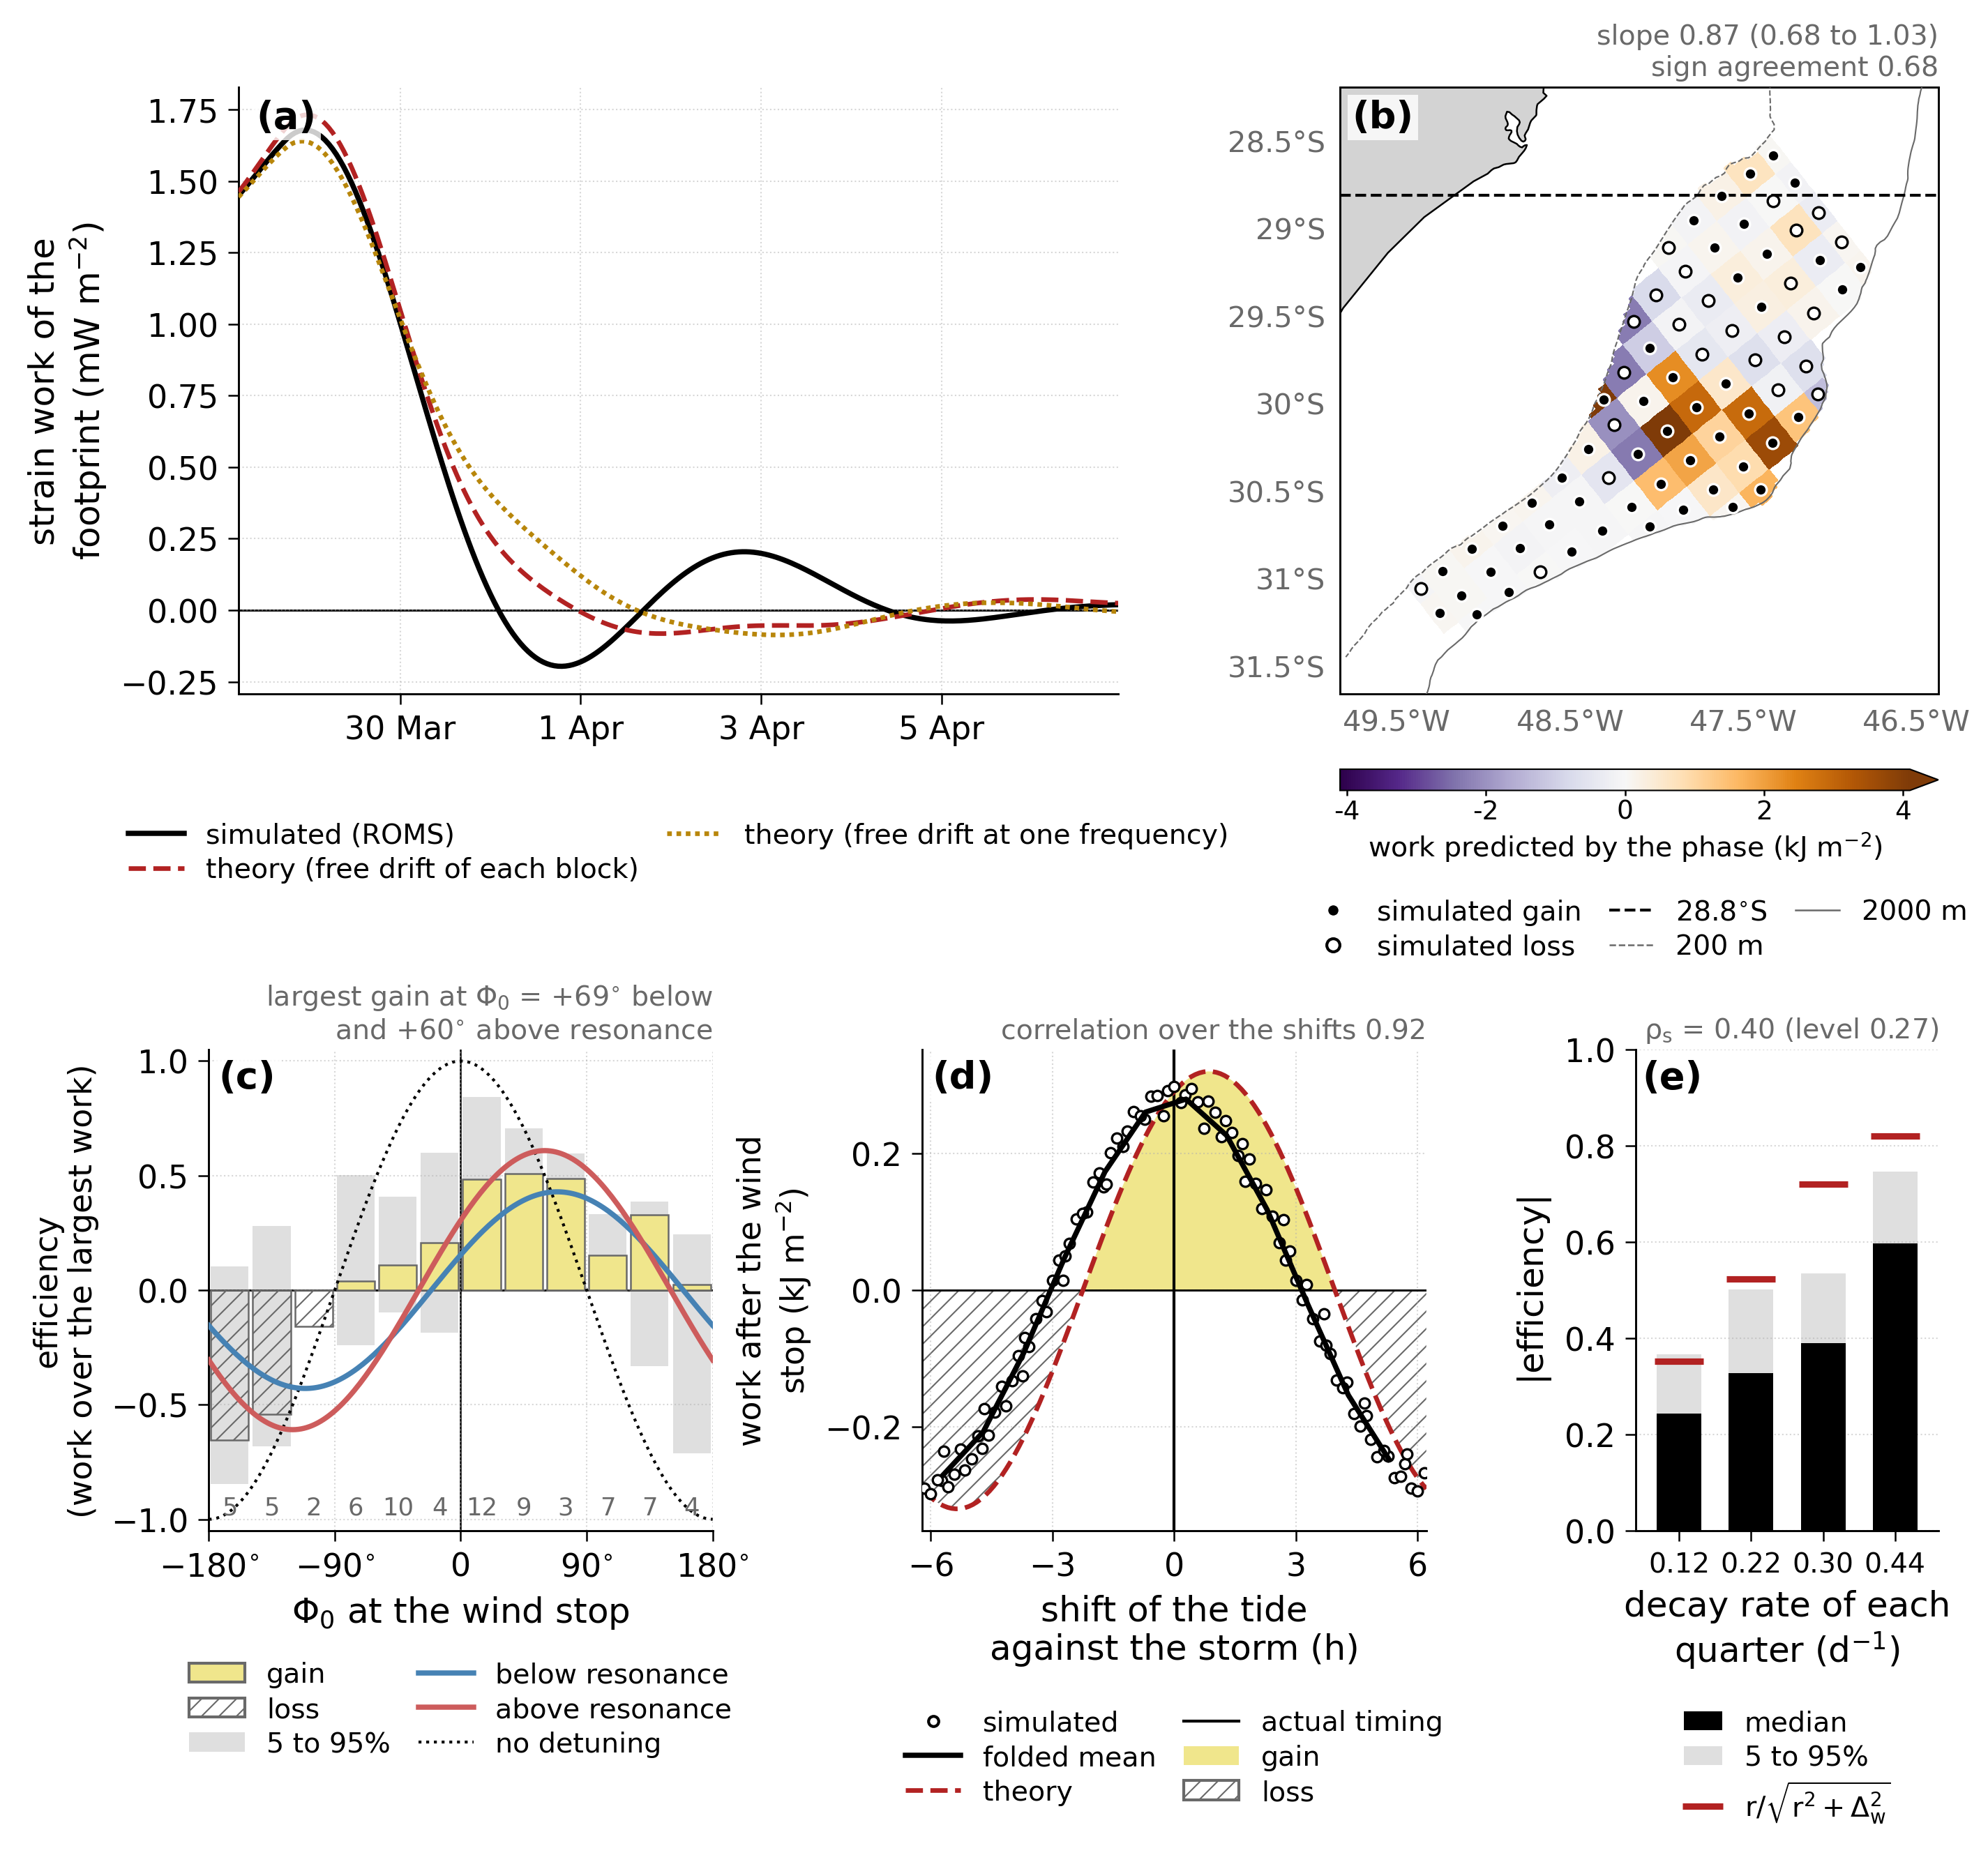 (a)
strain work of the
footprint (mW m⁻²)
1.75
1.50
1.25
1.00
0.75
0.50
0.25
0.00
−0.25
30 Mar 1 Apr 3 Apr 5 Apr
simulated (ROMS)
theory (free drift of each block)
theory (free drift at one frequency)
slope 0.87 (0.68 to 1.03)
sign agreement 0.68
(b)
28.5°S
29°S
29.5°S
30°S
30.5°S
31°S
31.5°S
49.5°W 48.5°W 47.5°W 46.5°W
-4 -2 0 2 4
work predicted by the phase (kJ m⁻²)
simulated gain
simulated loss
28.8°S
200 m
2000 m
largest gain at Φ₀ = +69° below
and +60° above resonance
(c)
efficiency
(work over the largest work)
1.0
0.5
0.0
−0.5
−1.0
5 5 2 6 10 4 12 9 3 7 7 4
−180° −90° 0 90° 180°
Φ₀ at the wind stop
gain
loss
5 to 95%
below resonance
above resonance
no detuning
correlation over the shifts 0.92
(d)
work after the wind
stop (kJ m⁻²)
0.2
0.0
−0.2
−6 −3 0 3 6
shift of the tide
against the storm (h)
simulated
folded mean
theory
actual timing
gain
loss
ρₛ = 0.40 (level 0.27)
(e)
|efficiency|
1.0
0.8
0.6
0.4
0.2
0.0
0.12 0.22 0.30 0.44
decay rate of each
quarter (d⁻¹)
median
5 to 95%
r/√(r² + Δ_w²)